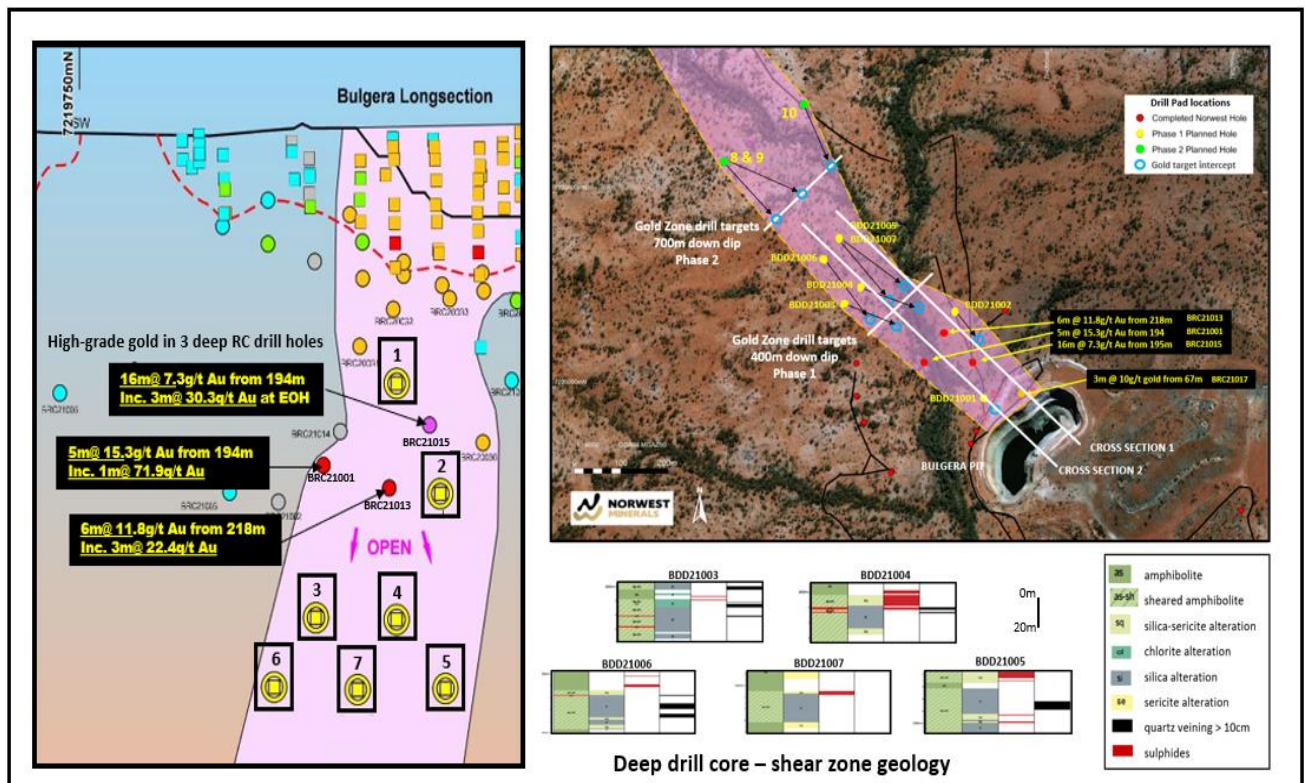 7219750mN
SW
Bulgera Longsection
High-grade gold in 3 deep RC drill holes
16m@ 7.3g/t Au from 194m
Inc. 3m@ 30.3g/t Au at EOH
5m@ 15.3g/t Au from 194m
Inc. 1m@ 71.9g/t Au
6m@ 11.8g/t Au from 218m
Inc. 3m@ 22.4g/t Au
BRC21014
BRC21015
BRC21001
BRC21013
OPEN
1
2
3
4
5
6
7
Drill Pad locations
Completed Norwest Hole
Phase 1 Planned Hole
Phase 2 Planned Hole
Gold target intercept
10
8 & 9
Gold Zone drill targets
700m down dip
Phase 2
BDD21005
BDD21007
BDD21006
BDD21004
BDD21003
BDD21002
Gold Zone drill targets
400m down dip
Phase 1
6m @ 11.8g/t Au from 218m BRC21013
5m @ 15.3g/t Au from 194 BRC21001
16m @ 7.3g/t Au from 195m BRC21015
3m @ 10g/t gold from 67m BRC21017
BDD21001
BULGERA PIT
CROSS SECTION 1
CROSS SECTION 2
NORWEST
MINERALS
BDD21003
BDD21004
0m
20m
BDD21006
BDD21007
BDD21005
as amphibolite
as-sh sheared amphibolite
sq silica-sericite alteration
cl chlorite alteration
si silica alteration
se sericite alteration
quartz veining > 10cm
sulphides
Deep drill core – shear zone geology